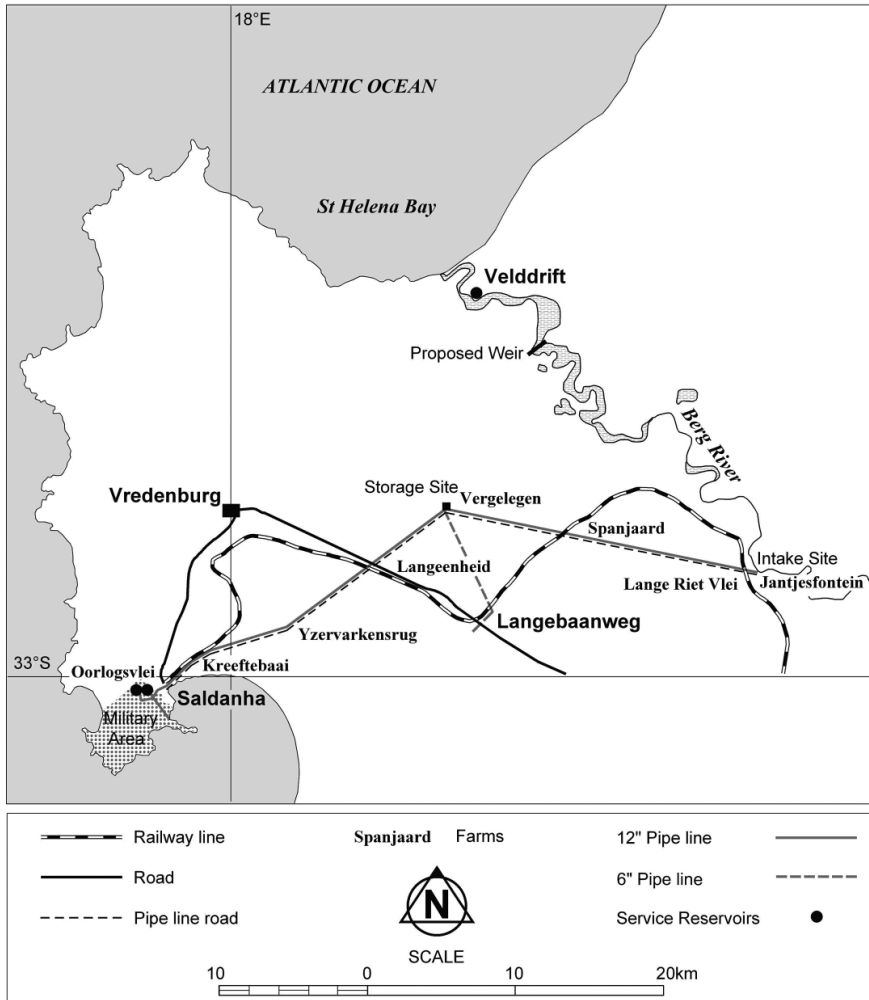 18°E
ATLANTIC OCEAN
St Helena Bay
Velddrift
Proposed Weir
Berg River
Storage Site
Vergelegen
Vredenburg
Spanjaard
Intake Site
Langeenheid
Lange Riet Vlei
Jantjesfontein
Langebaanweg
Yzervarkensrug
33°S
Oorlogsvlei
Kreeftebaai
Saldanha
Military
Area
Railway line
Spanjaard
Farms
12" Pipe line
Road
6" Pipe line
Pipe line road
N
Service Reservoirs
SCALE
10
0
10
20km